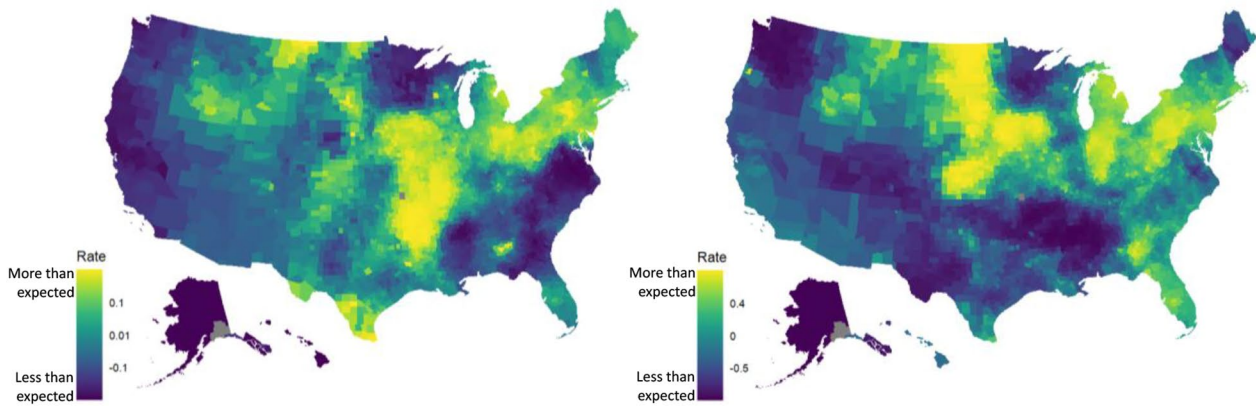 Rate
More than
expected
0.1
0.01
-0.1
Less than
expected
Rate
More than
expected
0.4
0
-0.5
Less than
expected